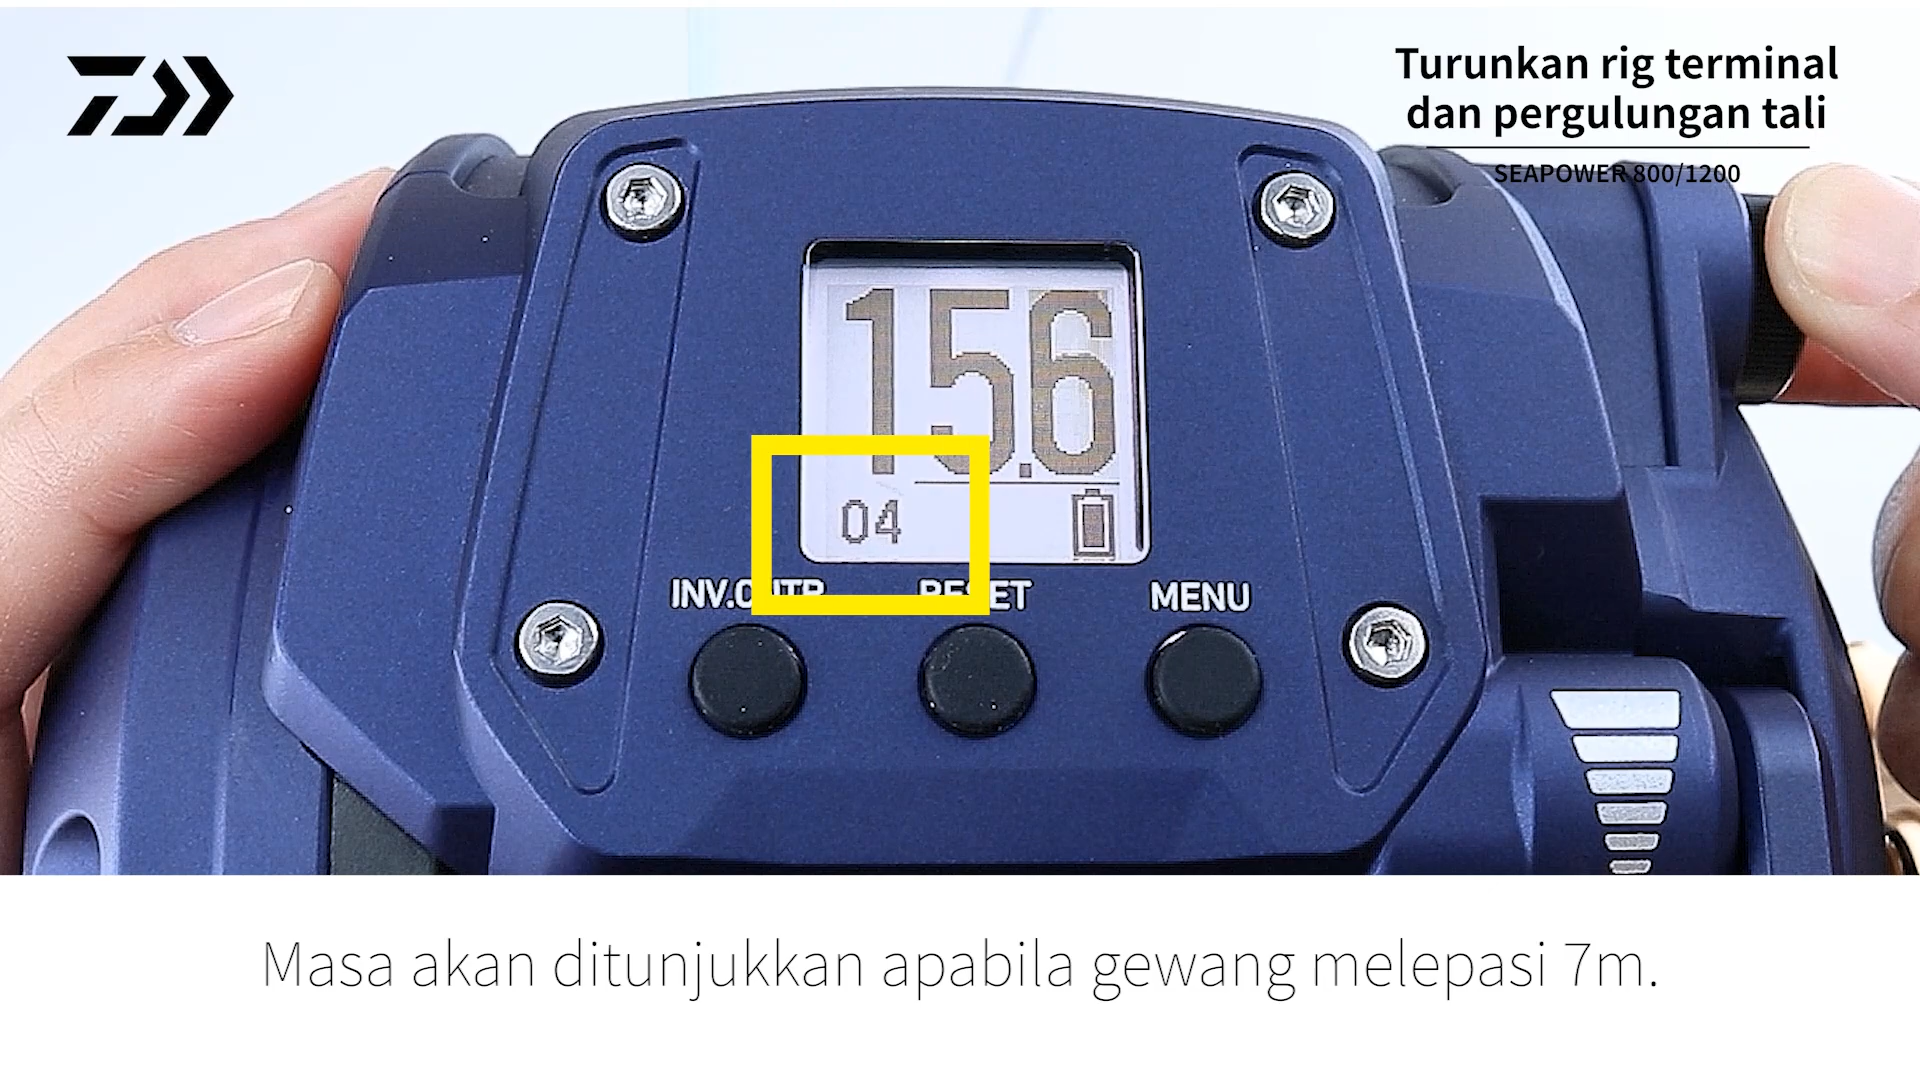 Turunkan rig terminal
dan pergulungan tali
SEAPOWER 800/1200
15.6
04
RESET
MENU
Masa akan ditunjukkan apabila gewang melepasi 7m.